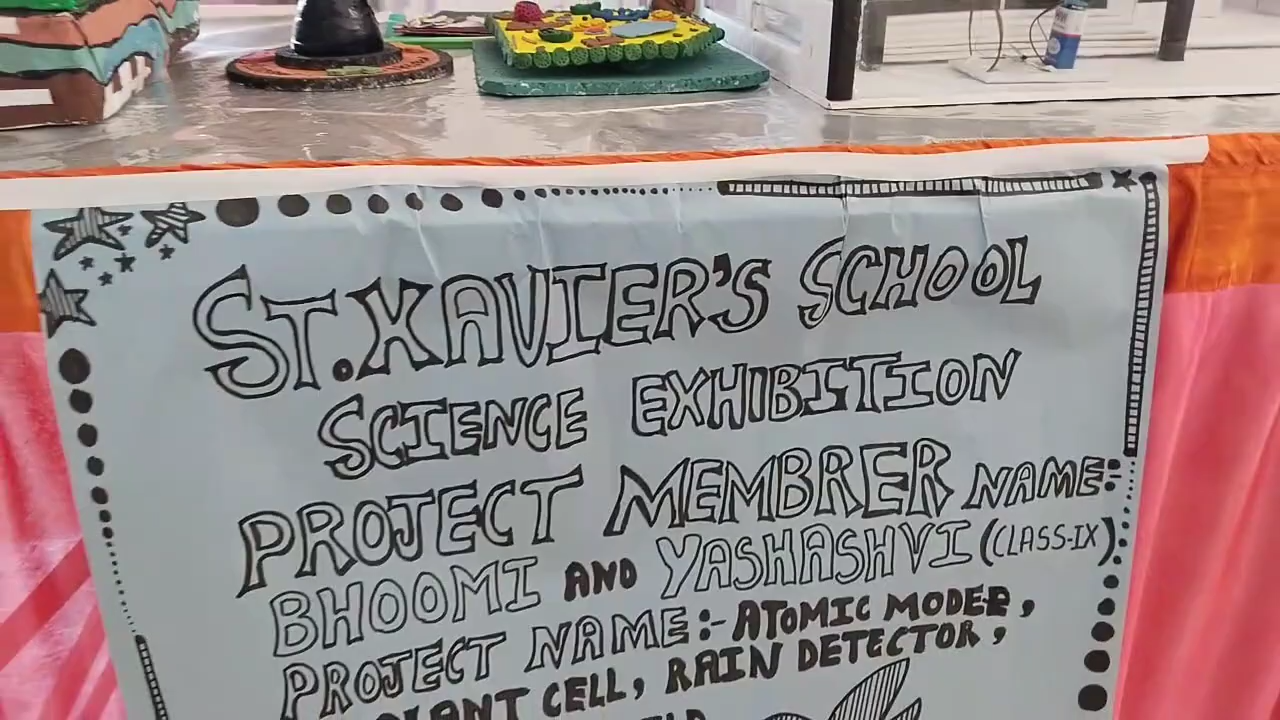 ST. XAVIER'S SCHOOL
SCIENCE EXHIBITION
PROJECT MEMBRER NAME:-
BHOOMI AND YASHASHVI (CLASS-IX)
PROJECT NAME:- ATOMIC MODEL,
PLANT CELL, RAIN DETECTOR,